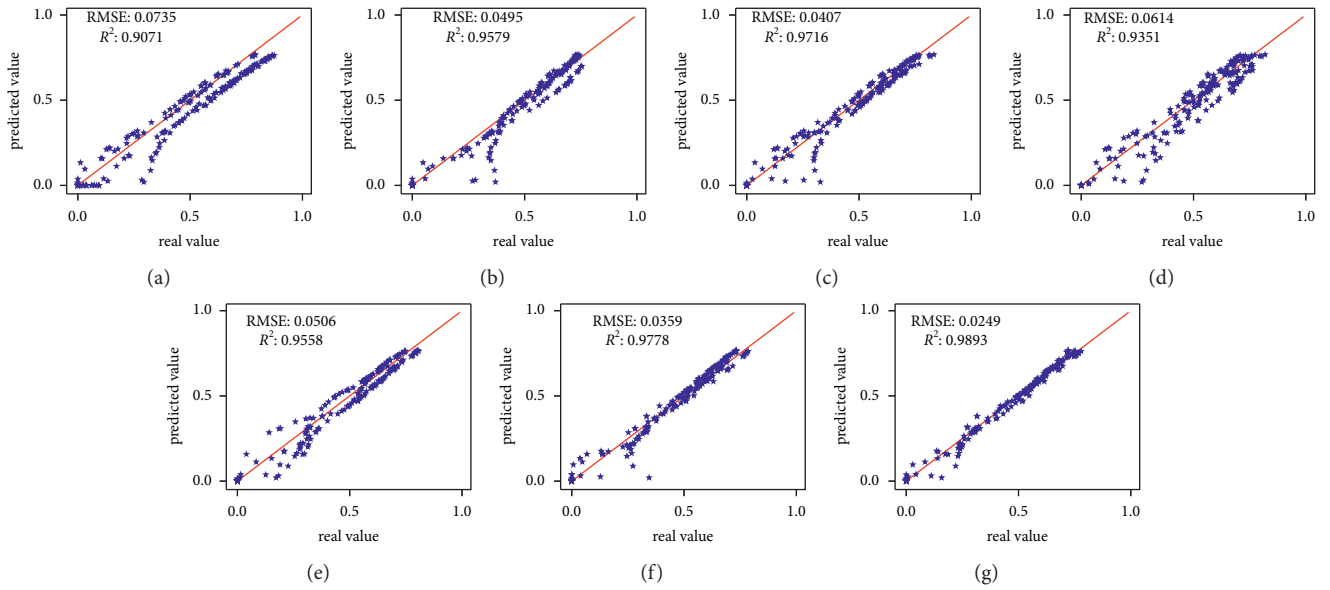 RMSE: 0.0735
R²: 0.9071
1.0
0.5
0.0
predicted value
0.0 0.5 1.0
real value
(a)
RMSE: 0.0495
R²: 0.9579
1.0
0.5
0.0
predicted value
0.0 0.5 1.0
real value
(b)
RMSE: 0.0407
R²: 0.9716
1.0
0.5
0.0
predicted value
0.0 0.5 1.0
real value
(c)
RMSE: 0.0614
R²: 0.9351
1.0
0.5
0.0
predicted value
0.0 0.5 1.0
real value
(d)
RMSE: 0.0506
R²: 0.9558
1.0
0.5
0.0
predicted value
0.0 0.5 1.0
real value
(e)
RMSE: 0.0359
R²: 0.9778
1.0
0.5
0.0
predicted value
0.0 0.5 1.0
real value
(f)
RMSE: 0.0249
R²: 0.9893
1.0
0.5
0.0
predicted value
0.0 0.5 1.0
real value
(g)